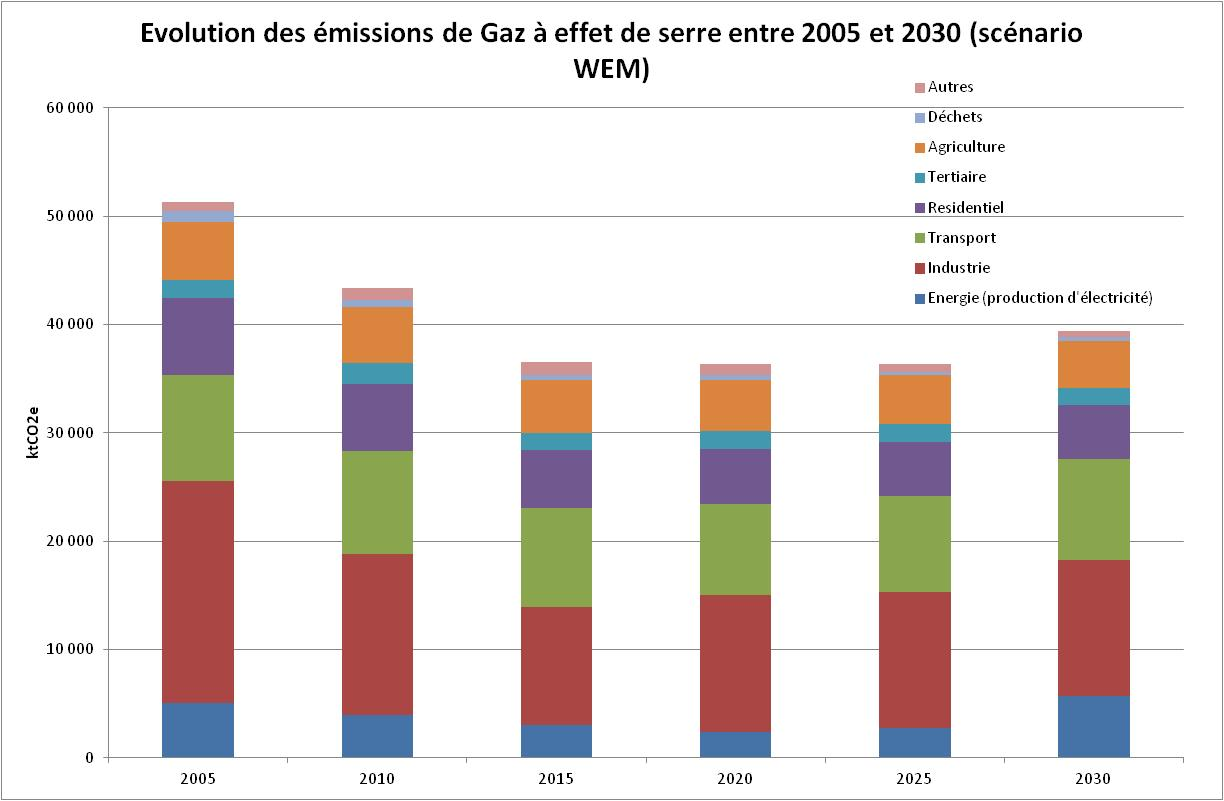 Evolution des émissions de Gaz à effet de serre entre 2005 et 2030 (scénario
WEM)
Autres
Déchets
Agriculture
Tertiaire
Residentiel
Transport
Industrie
Energie (production d'électricité)
60 000
50 000
40 000
30 000
20 000
10 000
0
ktCO2e
2005
2010
2015
2020
2025
2030